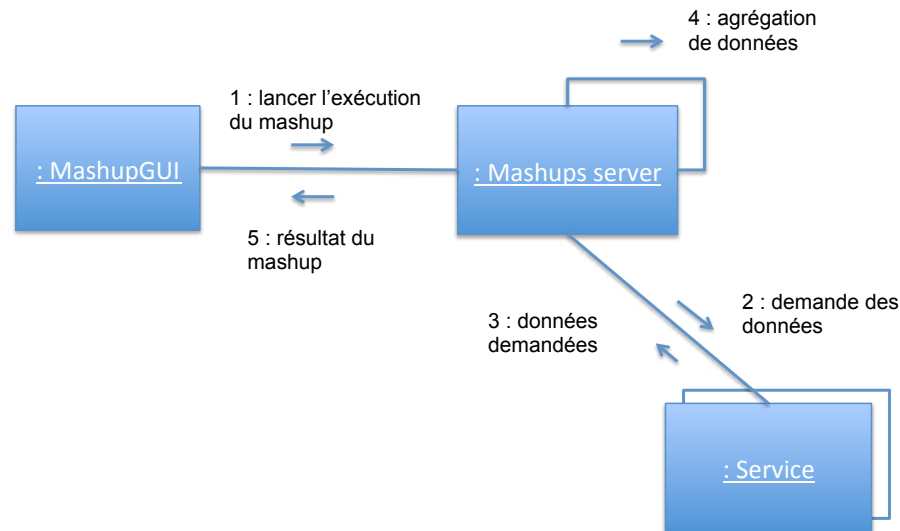 4 : agrégation
de données
1 : lancer l’exécution
du mashup
: MashupGUI
: Mashups server
5 : résultat du
mashup
2 : demande des
données
3 : données
demandées
: Service